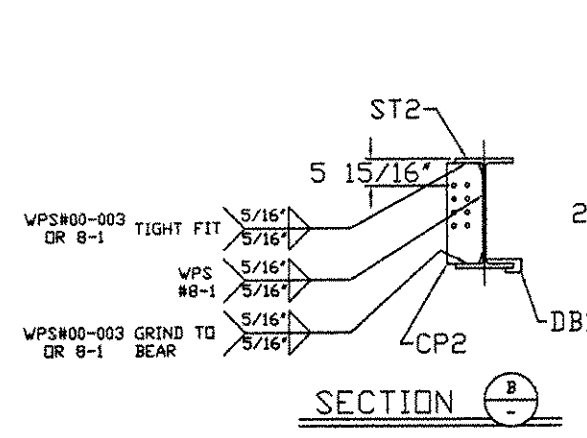 ST2
5 15/16"
WPS#00-003
OR 8-1
TIGHT FIT
5/16"
5/16"
2
WPS
#8-1
5/16"
5/16"
WPS#00-003
OR 8-1
GRIND TO
BEAR
5/16"
5/16"
CP2
DB
SECTION
B
-